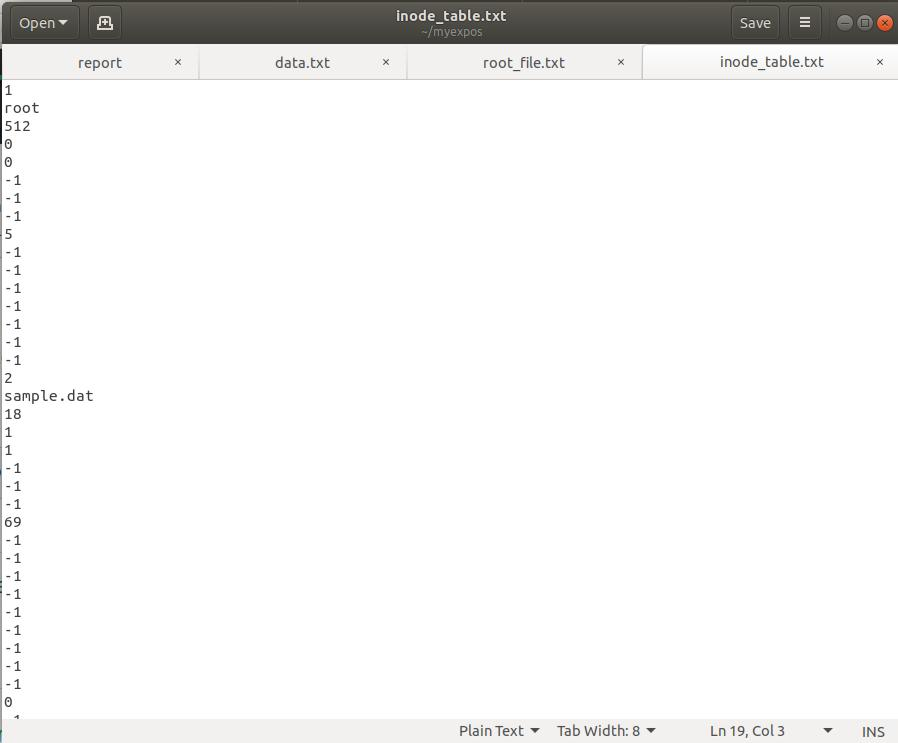 Open
inode_table.txt
~/myexpos
Save
report
data.txt
root_file.txt
inode_table.txt
1
root
512
0
0
-1
-1
-1
5
-1
-1
-1
-1
-1
-1
-1
2
sample.dat
18
1
1
-1
-1
-1
69
-1
-1
-1
-1
-1
-1
-1
-1
-1
0
Plain Text
Tab Width: 8
Ln 19, Col 3
INS